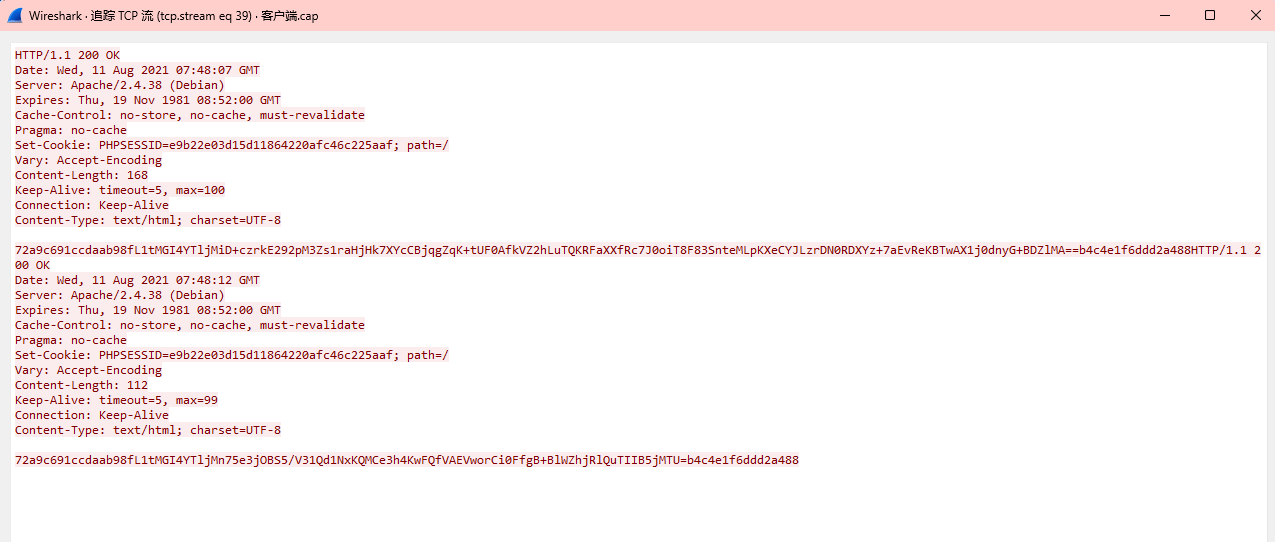 Wireshark · 追踪 TCP 流 (tcp.stream eq 39) · 客户端.cap
HTTP/1.1 200 OK
Date: Wed, 11 Aug 2021 07:48:07 GMT
Server: Apache/2.4.38 (Debian)
Expires: Thu, 19 Nov 1981 08:52:00 GMT
Cache-Control: no-store, no-cache, must-revalidate
Pragma: no-cache
Set-Cookie: PHPSESSID=e9b22e03d15d11864220afc46c225aaf; path=/
Vary: Accept-Encoding
Content-Length: 168
Keep-Alive: timeout=5, max=100
Connection: Keep-Alive
Content-Type: text/html; charset=UTF-8
72a9c691ccdaab98fL1tMGI4YTljMiD+czrkE292pM3Zs1raHjHk7XYcCBjqgZqK+tUF0AfkVZ2hLuTQKRFaXXfRc7J0oiT8F83SnteMLpKXeCYJLzrDN0RDXYz+7aEvReKBTwAX1j0dnyG+BDZlMA==b4c4e1f6ddd2a488HTTP/1.1 2
00 OK
Date: Wed, 11 Aug 2021 07:48:12 GMT
Server: Apache/2.4.38 (Debian)
Expires: Thu, 19 Nov 1981 08:52:00 GMT
Cache-Control: no-store, no-cache, must-revalidate
Pragma: no-cache
Set-Cookie: PHPSESSID=e9b22e03d15d11864220afc46c225aaf; path=/
Vary: Accept-Encoding
Content-Length: 112
Keep-Alive: timeout=5, max=99
Connection: Keep-Alive
Content-Type: text/html; charset=UTF-8
72a9c691ccdaab98fL1tMGI4YTljMn75e3jOBS5/V31Qd1NxKQMCe3h4KwFQfVAEVworCi0FfgB+BlWZhjRlQuTIIB5jMTU=b4c4e1f6ddd2a488